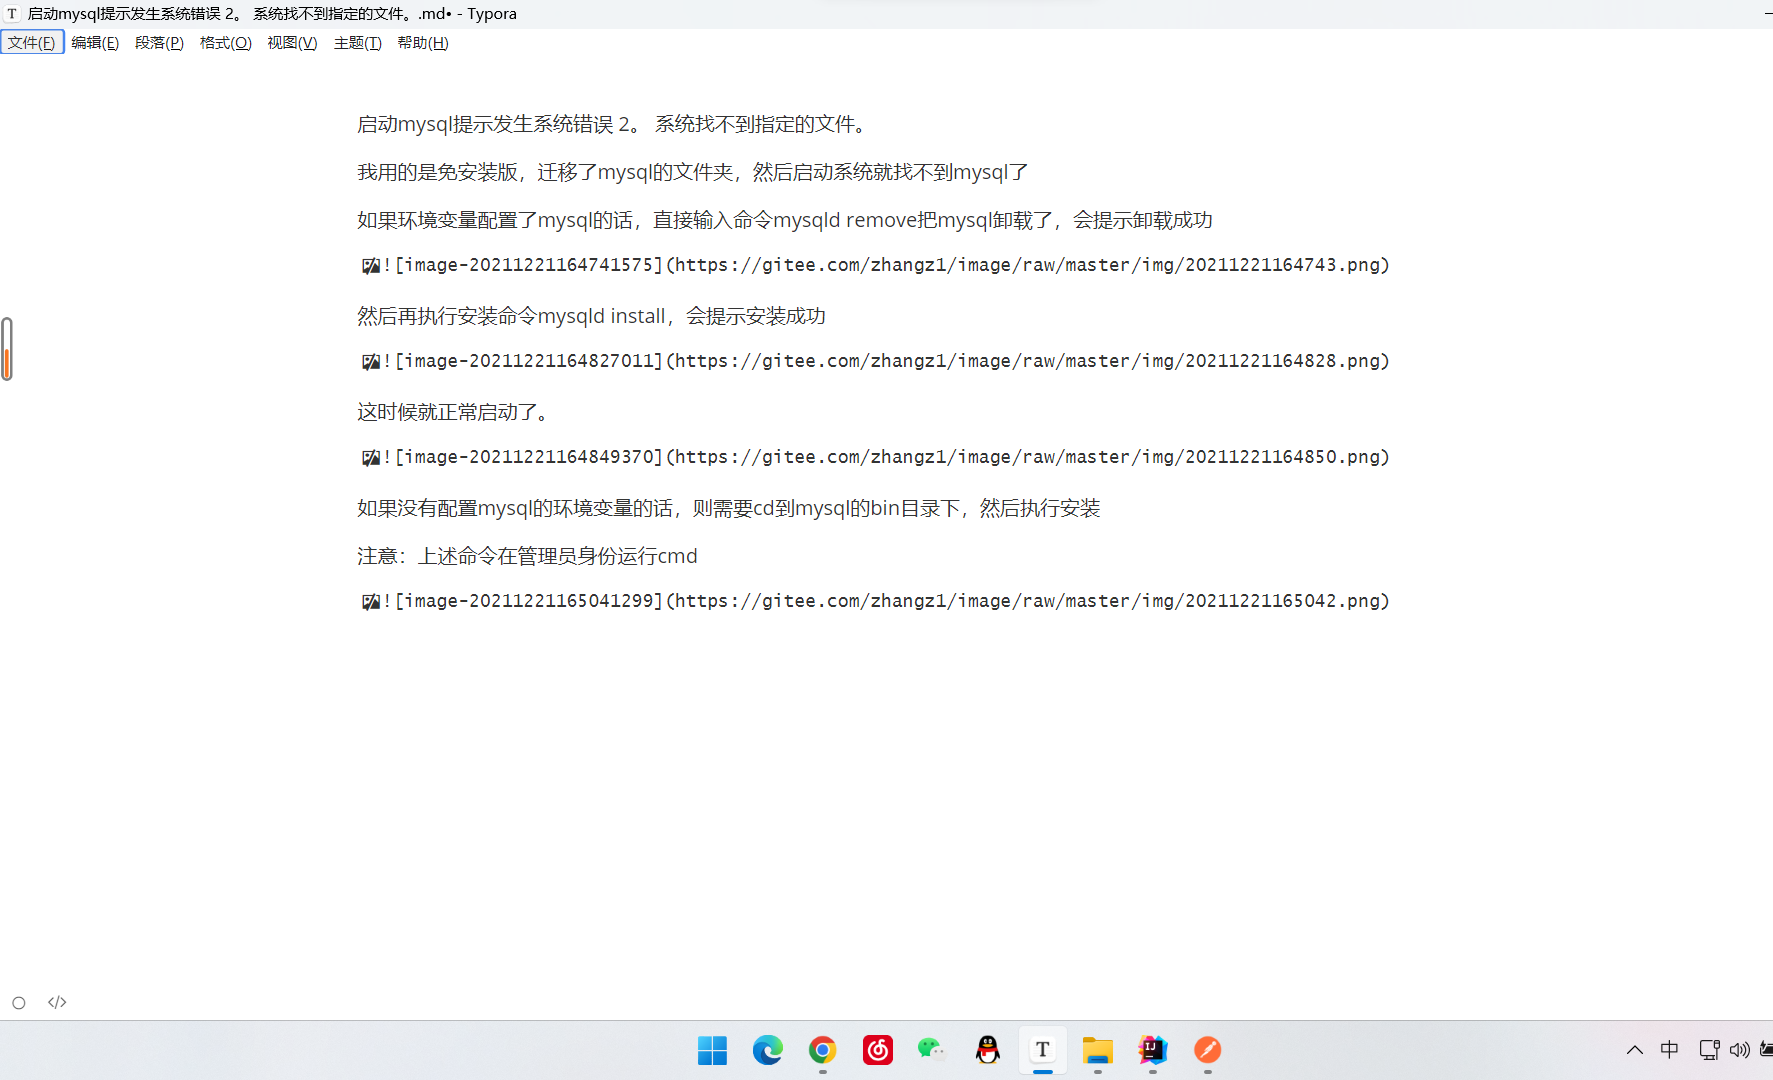 T 启动mysql提示发生系统错误 2。 系统找不到指定的文件。.md• - Typora
文件(F) 编辑(E) 段落(P) 格式(O) 视图(V) 主题(T) 帮助(H)
启动mysql提示发生系统错误 2。 系统找不到指定的文件。
我用的是免安装版，迁移了mysql的文件夹，然后启动系统就找不到mysql了
如果环境变量配置了mysql的话，直接输入命令mysqld remove把mysql卸载了，会提示卸载成功
![image-20211221164741575](https://gitee.com/zhangz1/image/raw/master/img/20211221164743.png)
然后再执行安装命令mysqld install，会提示安装成功
![image-20211221164827011](https://gitee.com/zhangz1/image/raw/master/img/20211221164828.png)
这时候就正常启动了。
![image-20211221164849370](https://gitee.com/zhangz1/image/raw/master/img/20211221164850.png)
如果没有配置mysql的环境变量的话，则需要cd到mysql的bin目录下，然后执行安装
注意：上述命令在管理员身份运行cmd
![image-20211221165041299](https://gitee.com/zhangz1/image/raw/master/img/20211221165042.png)
</>
T IJ 中